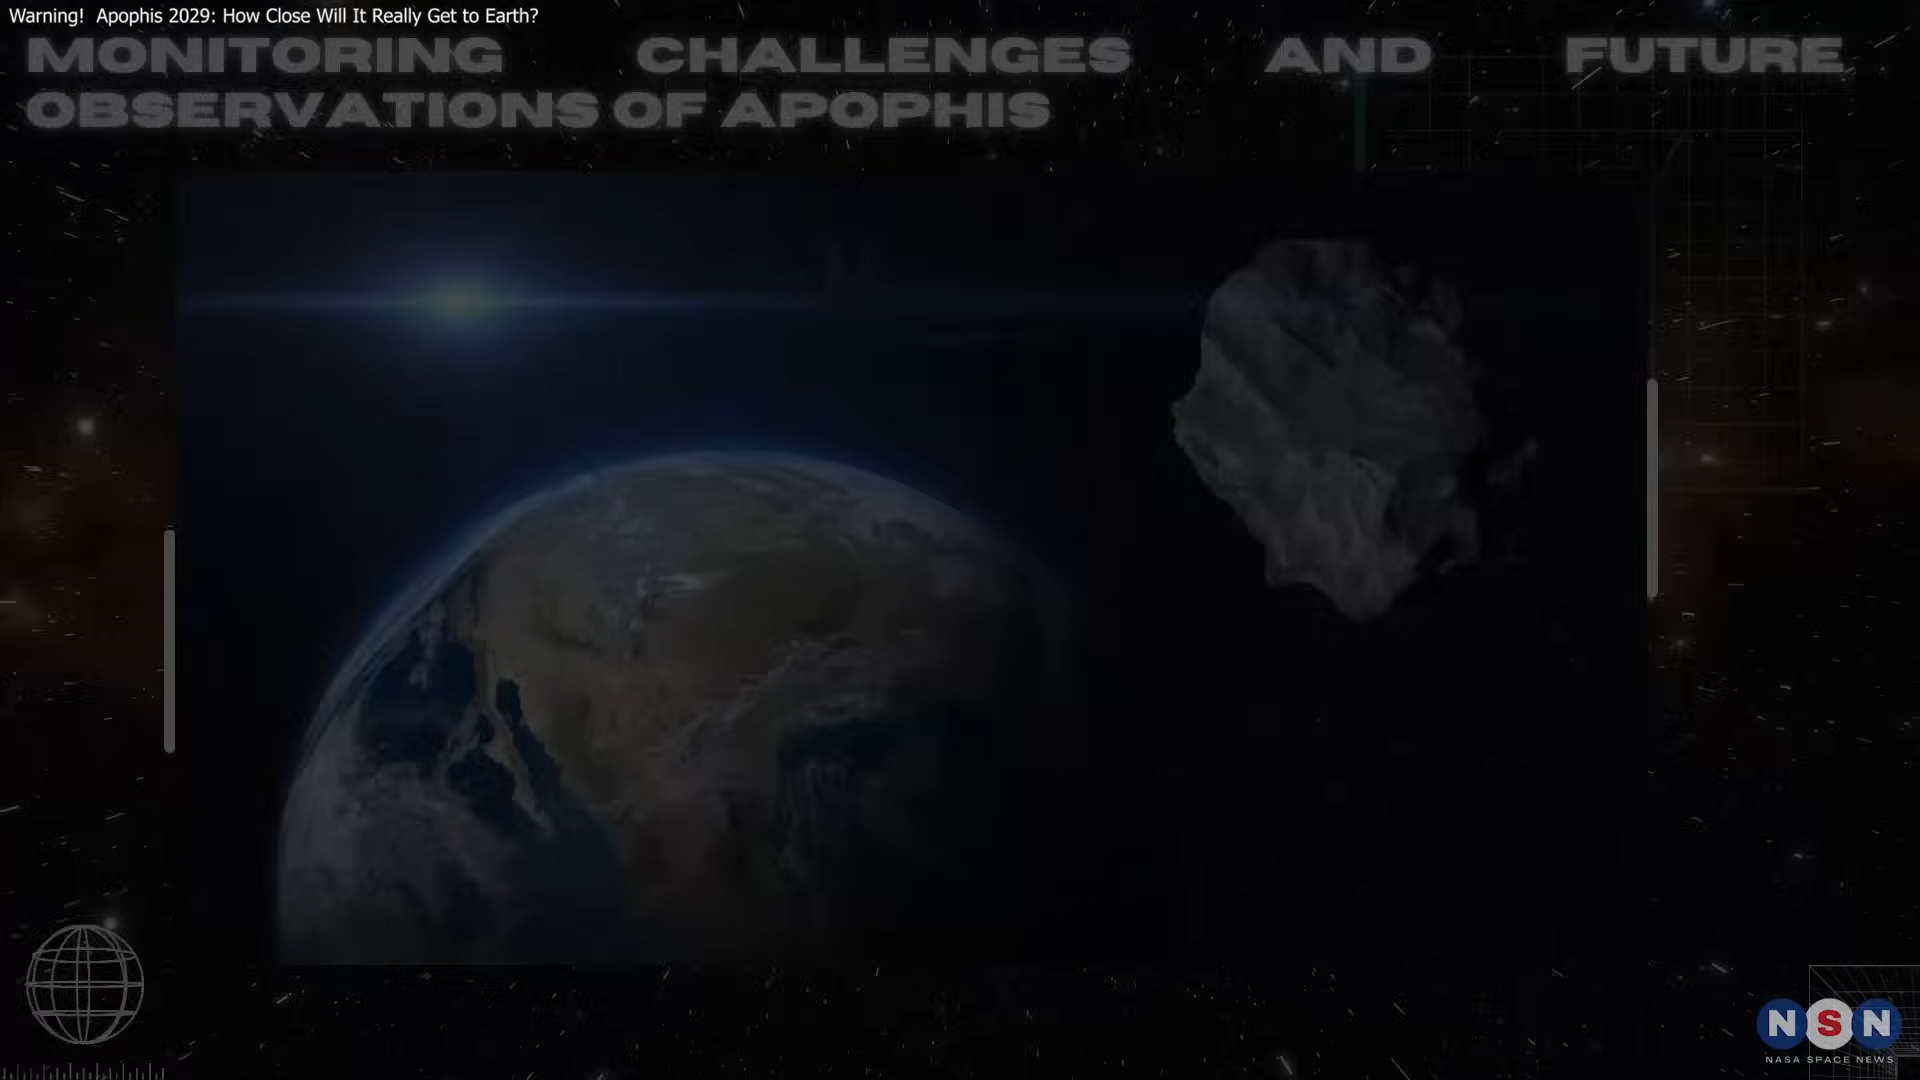 Warning!  Apophis 2029: How Close Will It Really Get to Earth?
MONITORING CHALLENGES AND FUTURE
OBSERVATIONS OF APOPHIS
NSN
NASA SPACE NEWS